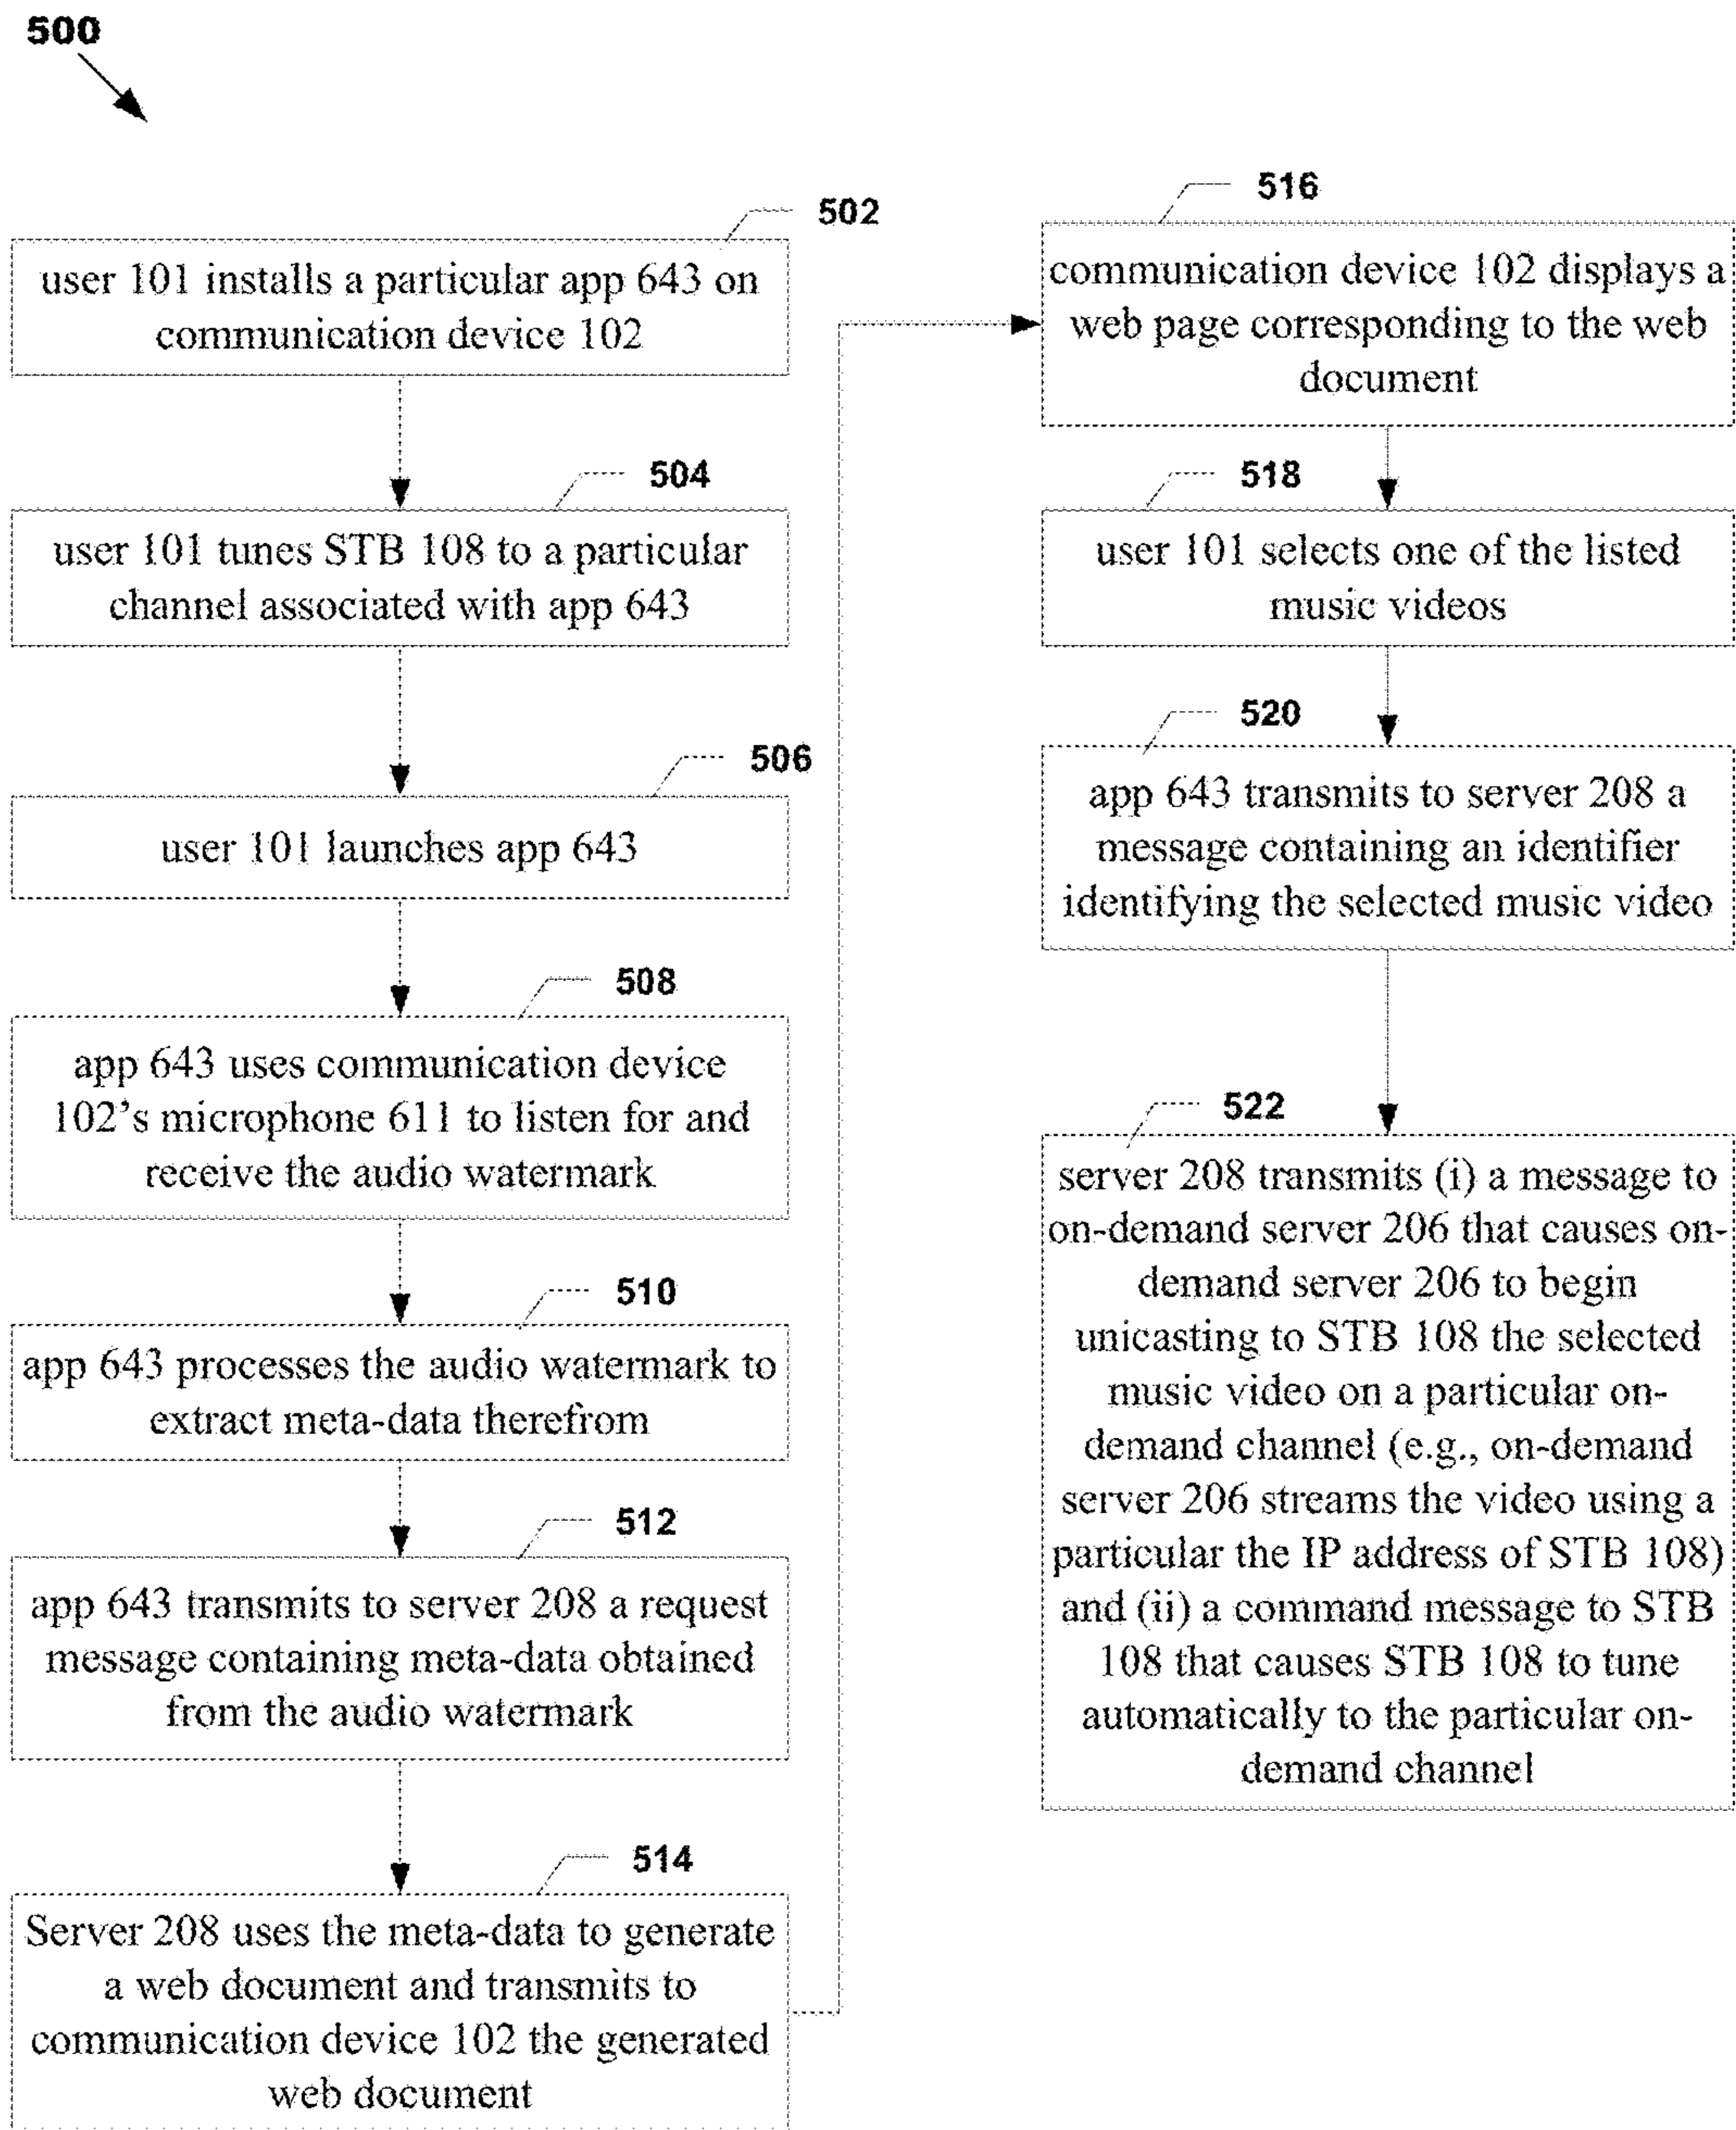 500
502
user 101 installs a particular app 643 on
communication device 102
504
user 101 tunes STB 108 to a particular
channel associated with app 643
506
user 101 launches app 643
508
app 643 uses communication device
102’s microphone 611 to listen for and
receive the audio watermark
510
app 643 processes the audio watermark to
extract meta-data therefrom
512
app 643 transmits to server 208 a request
message containing meta-data obtained
from the audio watermark
514
Server 208 uses the meta-data to generate
a web document and transmits to
communication device 102 the generated
web document
516
communication device 102 displays a
web page corresponding to the web
document
518
user 101 selects one of the listed
music videos
520
app 643 transmits to server 208 a
message containing an identifier
identifying the selected music video
522
server 208 transmits (i) a message to
on-demand server 206 that causes on-
demand server 206 to begin
unicasting to STB 108 the selected
music video on a particular on-
demand channel (e.g., on-demand
server 206 streams the video using a
particular the IP address of STB 108)
and (ii) a command message to STB
108 that causes STB 108 to tune
automatically to the particular on-
demand channel